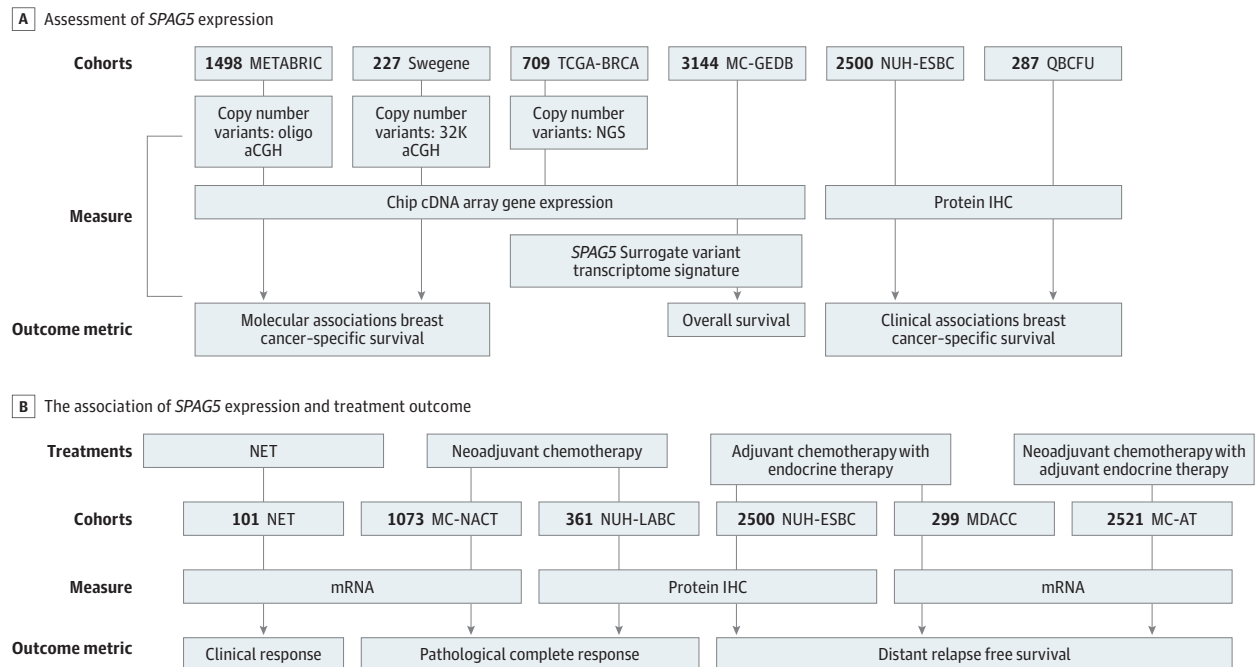 A Assessment of SPAG5 expression
Cohorts
1498 METABRIC
227 Swegene
709 TCGA-BRCA
3144 MC-GEDB
2500 NUH-ESBC
287 QBCFU
Copy number
variants: oligo
aCGH
Copy number
variants: 32K
aCGH
Copy number
variants: NGS
Measure
Chip cDNA array gene expression
Protein IHC
SPAG5 Surrogate variant
transcriptome signature
Outcome metric
Molecular associations breast
cancer-specific survival
Overall survival
Clinical associations breast
cancer-specific survival
B The association of SPAG5 expression and treatment outcome
Treatments
NET
Neoadjuvant chemotherapy
Adjuvant chemotherapy with
endocrine therapy
Neoadjuvant chemotherapy with
adjuvant endocrine therapy
Cohorts
101 NET
1073 MC-NACT
361 NUH-LABC
2500 NUH-ESBC
299 MDACC
2521 MC-AT
Measure
mRNA
Protein IHC
mRNA
Outcome metric
Clinical response
Pathological complete response
Distant relapse free survival